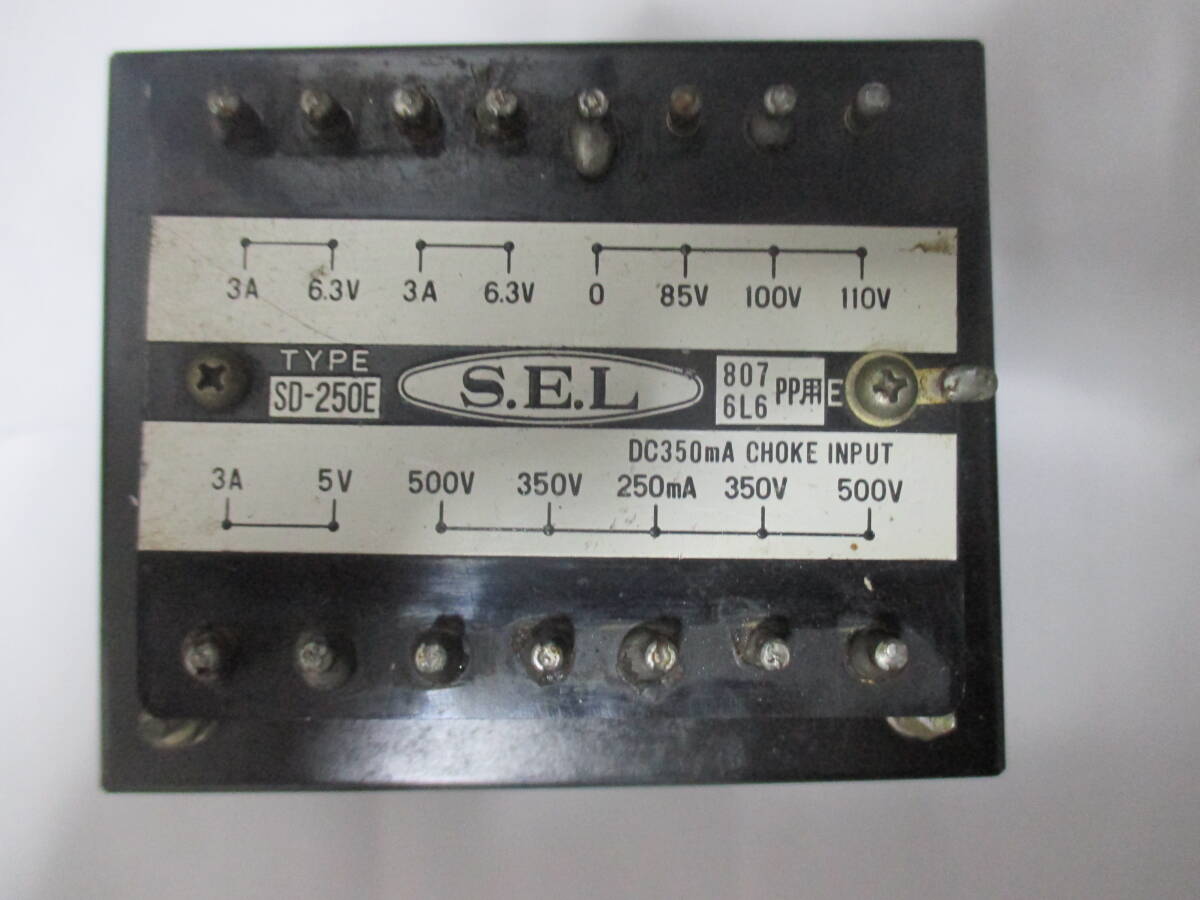 3A 6.3V 3A 6.3V 0 85V 100V 110V
TYPE
SD-250E
S.E.L
807
6L6
PP用
E
DC350mA CHOKE INPUT
3A 5V 500V 350V 250mA 350V 500V